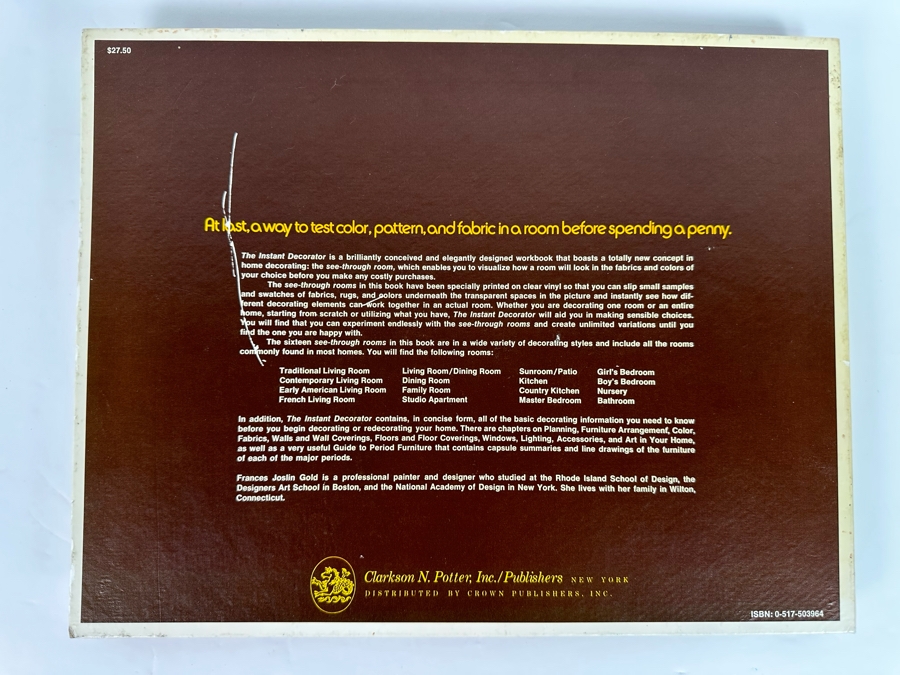 $27.50
At last, a way to test color, pattern, and fabric in a room before spending a penny.
The Instant Decorator is a brilliantly conceived and elegantly designed workbook that boasts a totally new concept in
home decorating: the see-through room, which enables you to visualize how a room will look in the fabrics and colors of
your choice before you make any costly purchases.
The see-through rooms in this book have been specially printed on clear vinyl so that you can slip small samples
and swatches of fabrics, rugs, and colors underneath the transparent spaces in the picture and instantly see how dif-
ferent decorating elements can work together in an actual room. Whether you are decorating one room or an entire
home, starting from scratch or utilizing what you have, The Instant Decorator will aid you in making sensible choices.
You will find that you can experiment endlessly with the see-through rooms and create unlimited variations until you
find the one you are happy with.
The sixteen see-through rooms in this book are in a wide variety of decorating styles and include all the rooms
commonly found in most homes. You will find the following rooms:
Traditional Living Room Living Room/Dining Room Sunroom/Patio Girl's Bedroom
Contemporary Living Room Dining Room Kitchen Boy's Bedroom
Early American Living Room Family Room Country Kitchen Nursery
French Living Room Studio Apartment Master Bedroom Bathroom
In addition, The Instant Decorator contains, in concise form, all of the basic decorating information you need to know
before you begin decorating or redecorating your home. There are chapters on Planning, Furniture Arrangement, Color,
Fabrics, Walls and Wall Coverings, Floors and Floor Coverings, Windows, Lighting, Accessories, and Art in Your Home,
as well as a very useful Guide to Period Furniture that contains capsule summaries and line drawings of the furniture
of each of the major periods.
Frances Joslin Gold is a professional painter and designer who studied at the Rhode Island School of Design, the
Designers Art School in Boston, and the National Academy of Design in New York. She lives with her family in Wilton,
Connecticut.
Clarkson N. Potter, Inc./Publishers NEW YORK
DISTRIBUTED BY CROWN PUBLISHERS, INC.
ISBN: 0-517-503964